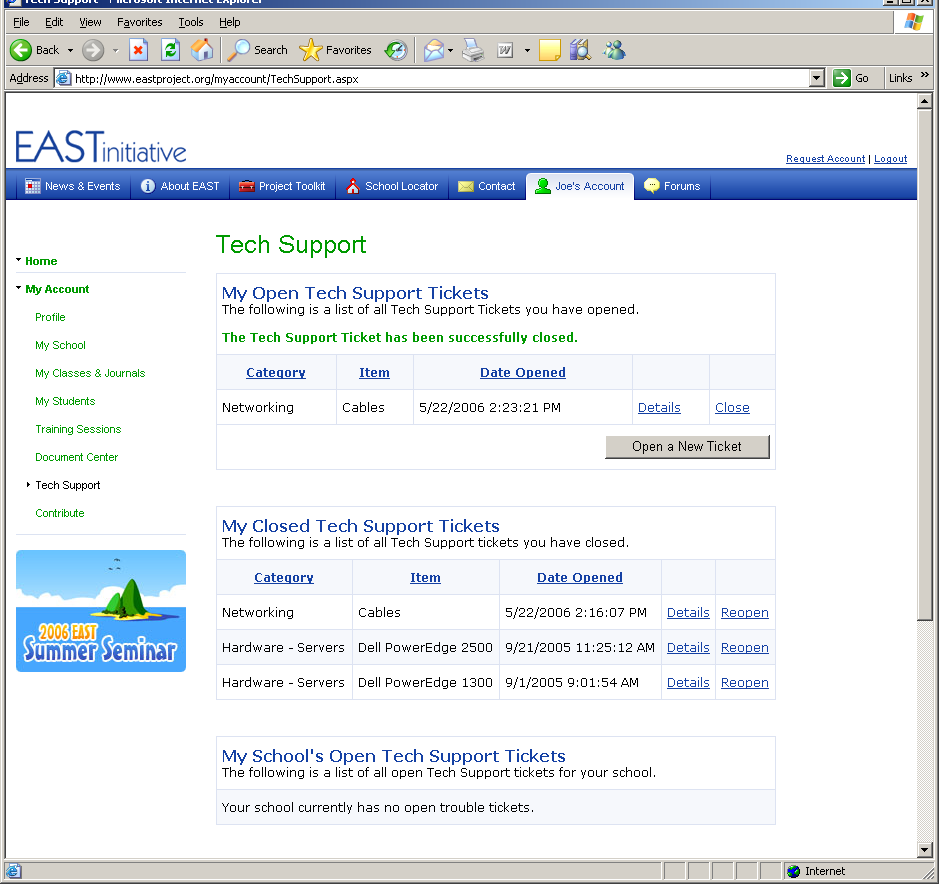 Tech Support - Microsoft Internet Explorer
File Edit View Favorites Tools Help
Back Search Favorites W
Address http://www.eastproject.org/myaccount/TechSupport.aspx Go Links »
EASTinitiative
Request Account | Logout
News & Events About EAST Project Toolkit School Locator Contact Joe's Account Forums
Home
My Account
Profile
My School
My Classes & Journals
My Students
Training Sessions
Document Center
Tech Support
Contribute
2006 EAST
Summer Seminar
Tech Support
My Open Tech Support Tickets
The following is a list of all Tech Support Tickets you have opened.
The Tech Support Ticket has been successfully closed.
Category Item Date Opened
Networking Cables 5/22/2006 2:23:21 PM Details Close
Open a New Ticket
My Closed Tech Support Tickets
The following is a list of all Tech Support tickets you have closed.
Category Item Date Opened
Networking Cables 5/22/2006 2:16:07 PM Details Reopen
Hardware - Servers Dell PowerEdge 2500 9/21/2005 11:25:12 AM Details Reopen
Hardware - Servers Dell PowerEdge 1300 9/1/2005 9:01:54 AM Details Reopen
My School's Open Tech Support Tickets
The following is a list of all open Tech Support tickets for your school.
Your school currently has no open trouble tickets.
Internet